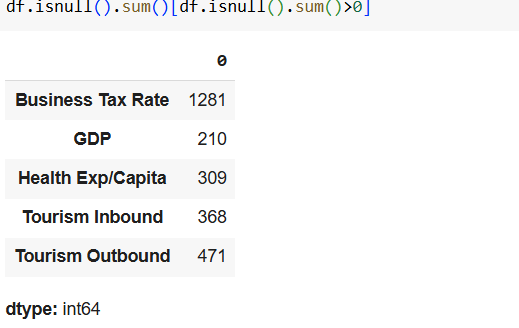 df.isnull().sum()[df.isnull().sum()>0]
0
Business Tax Rate 1281
GDP 210
Health Exp/Capita 309
Tourism Inbound 368
Tourism Outbound 471
dtype: int64